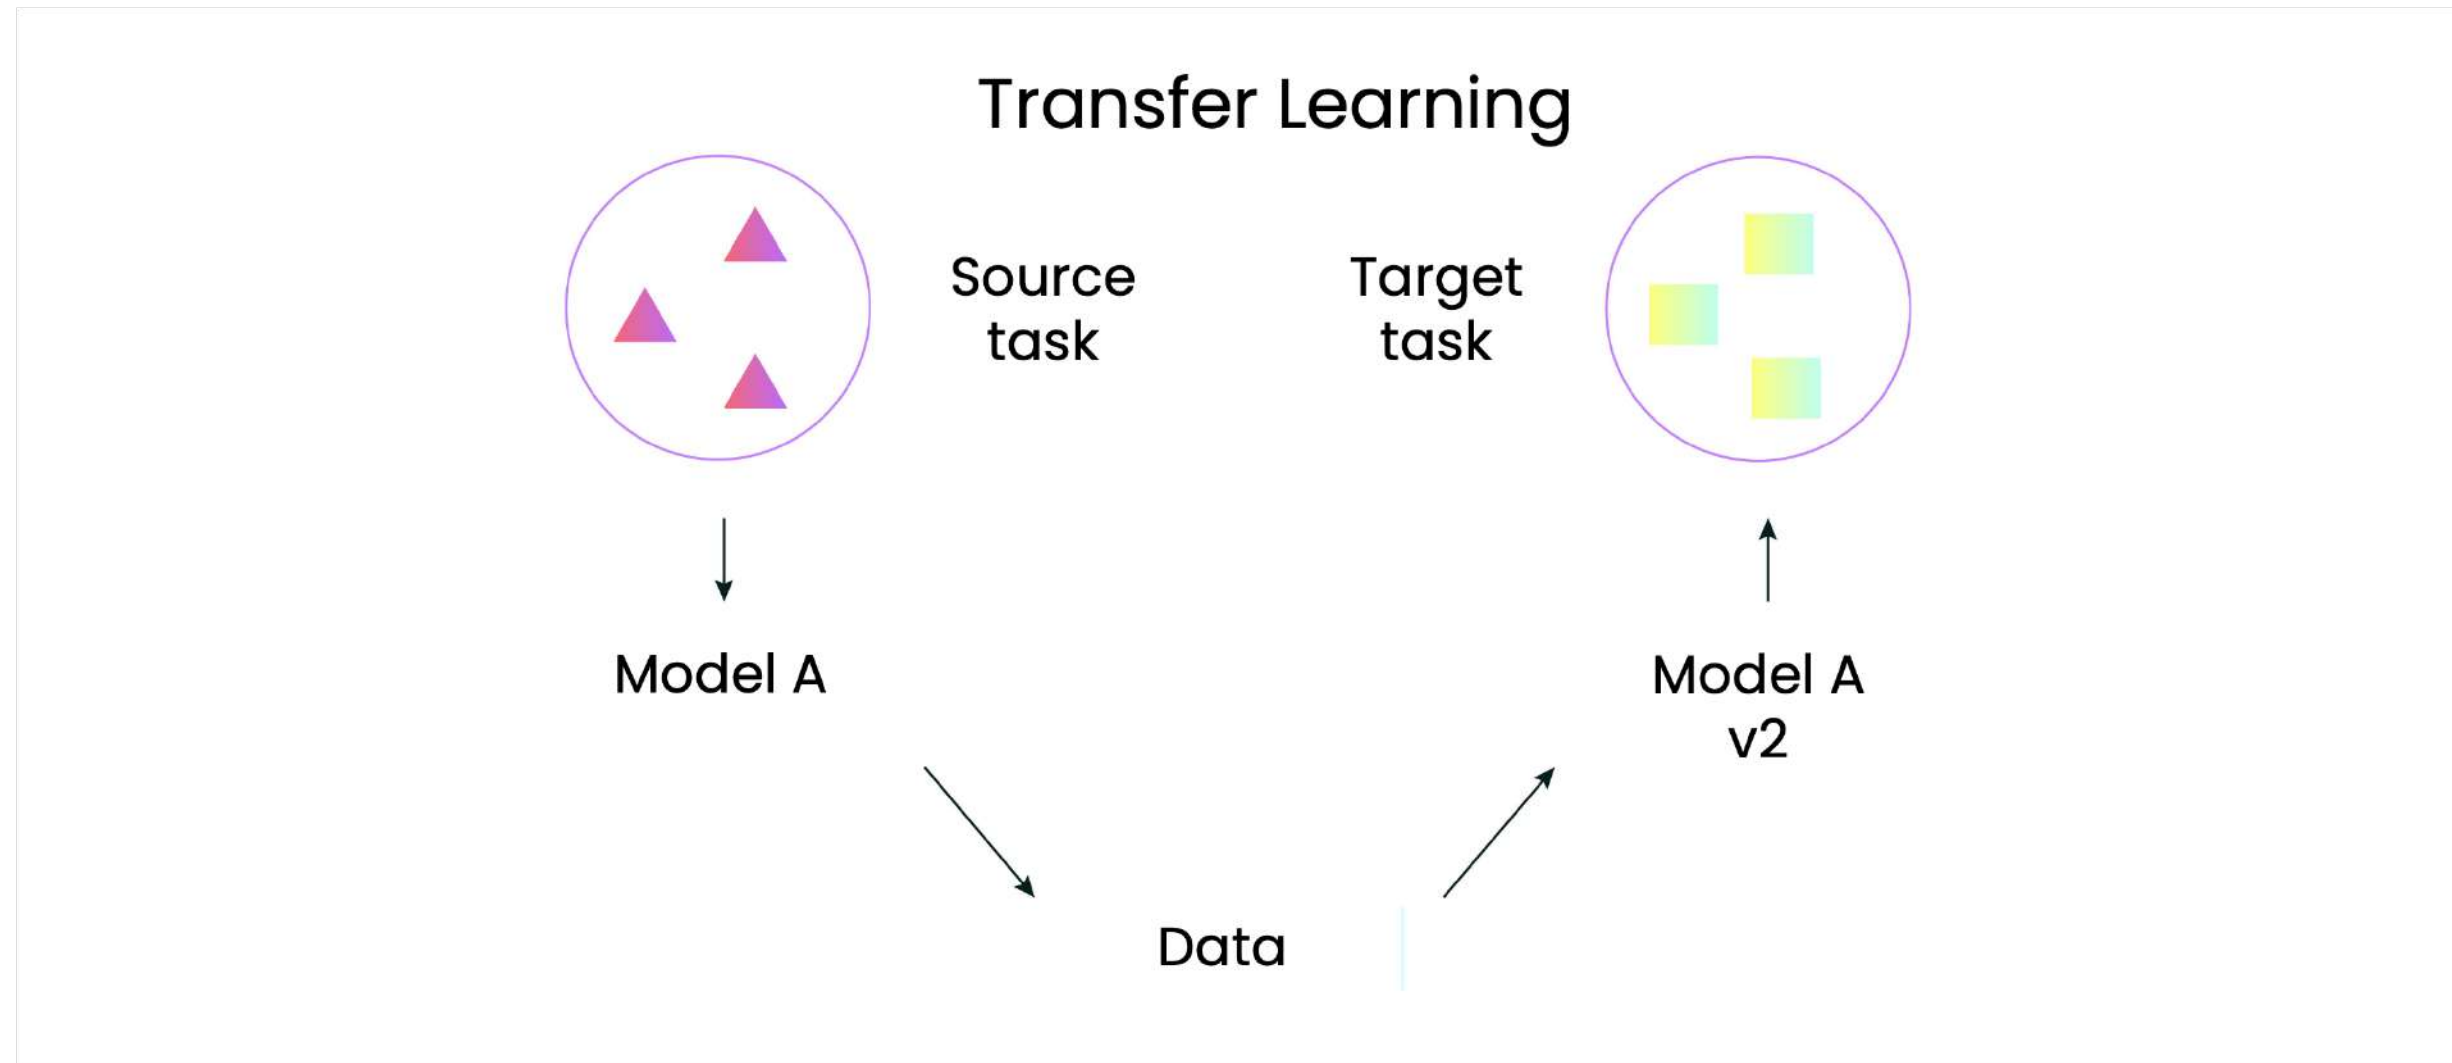 Transfer Learning
Source
task
Target
task
Model A
Model A
v2
Data